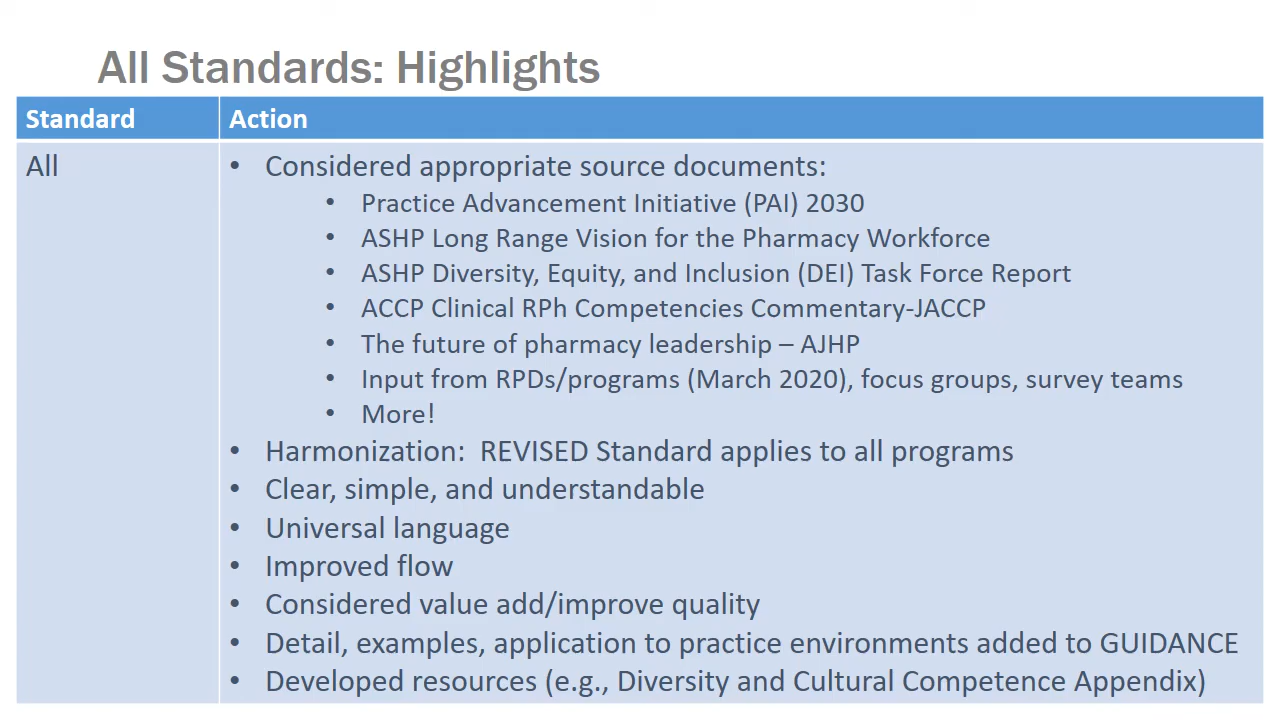 All Standards: Highlights
Standard
Action
All
• Considered appropriate source documents:
• Practice Advancement Initiative (PAI) 2030
• ASHP Long Range Vision for the Pharmacy Workforce
• ASHP Diversity, Equity, and Inclusion (DEI) Task Force Report
• ACCP Clinical RPh Competencies Commentary-JACCP
• The future of pharmacy leadership – AJHP
• Input from RPDs/programs (March 2020), focus groups, survey teams
• More!
• Harmonization:  REVISED Standard applies to all programs
• Clear, simple, and understandable
• Universal language
• Improved flow
• Considered value add/improve quality
• Detail, examples, application to practice environments added to GUIDANCE
• Developed resources (e.g., Diversity and Cultural Competence Appendix)